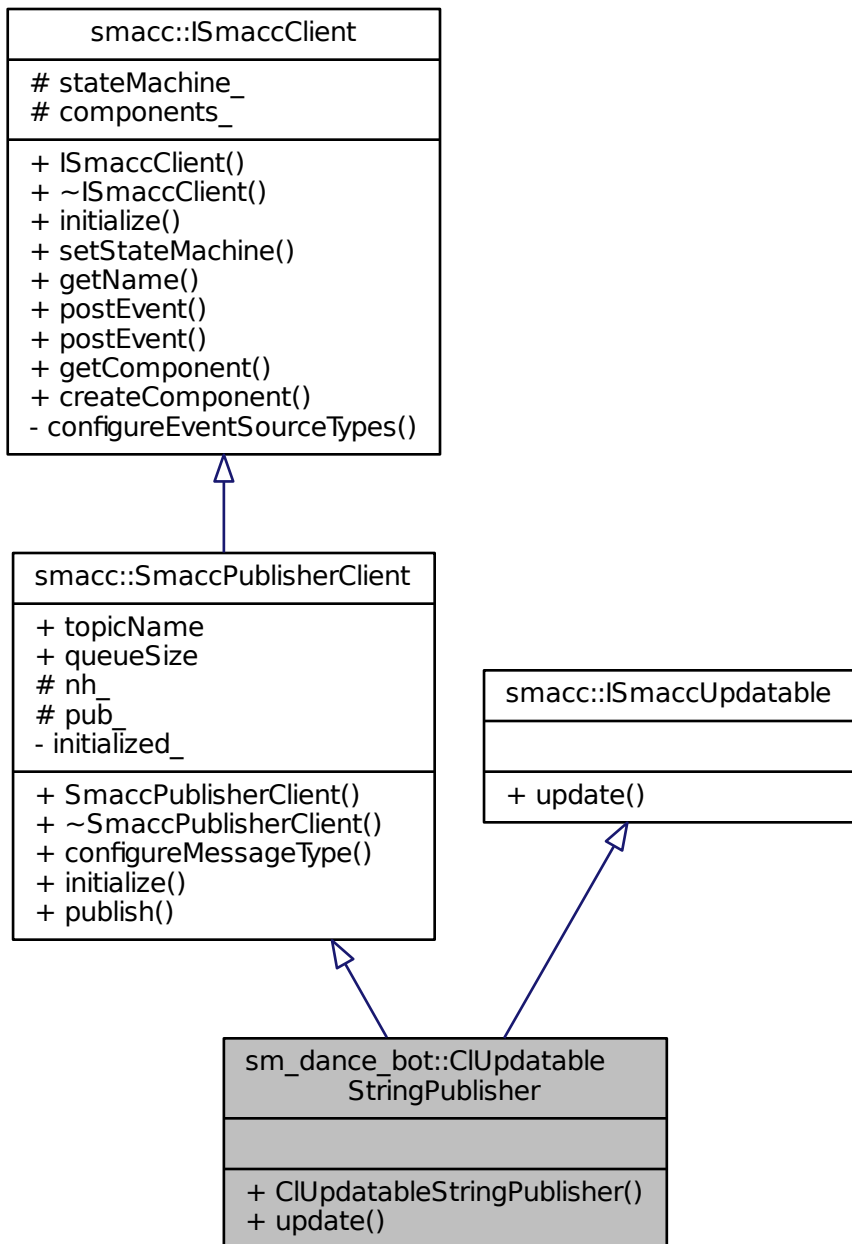 smacc::ISmaccClient
# stateMachine_
# components_
+ ISmaccClient()
+ ~ISmaccClient()
+ initialize()
+ setStateMachine()
+ getName()
+ postEvent()
+ postEvent()
+ getComponent()
+ createComponent()
- configureEventSourceTypes()
smacc::SmaccPublisherClient
+ topicName
+ queueSize
# nh_
# pub_
- initialized_
+ SmaccPublisherClient()
+ ~SmaccPublisherClient()
+ configureMessageType()
+ initialize()
+ publish()
smacc::ISmaccUpdatable
+ update()
sm_dance_bot::ClUpdatable
StringPublisher
+ ClUpdatableStringPublisher()
+ update()